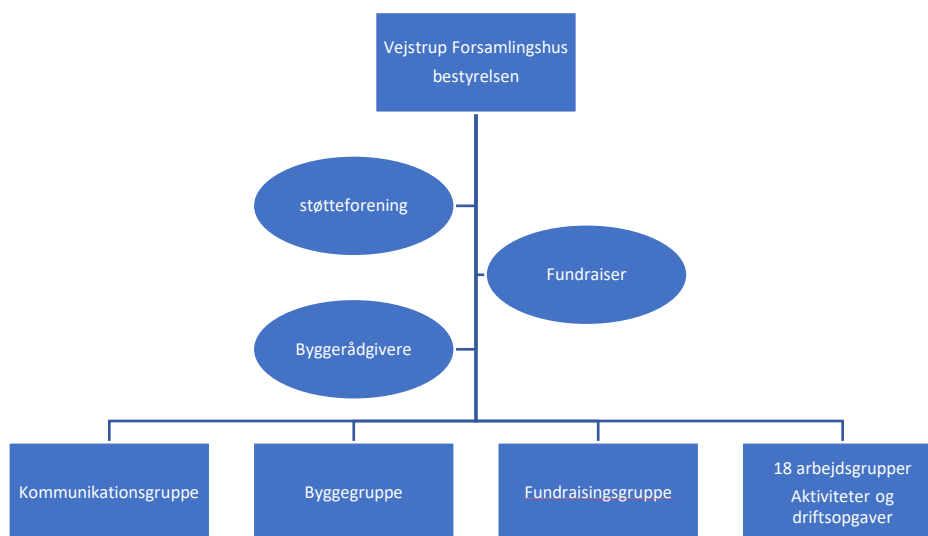 Vejstrup Forsamlingshus
bestyrelsen
støtteforening
Fundraiser
Byggerådgivere
Kommunikationsgruppe
Byggegruppe
Fundraisingsgruppe
18 arbejdsgrupper
Aktiviteter og
driftsopgaver